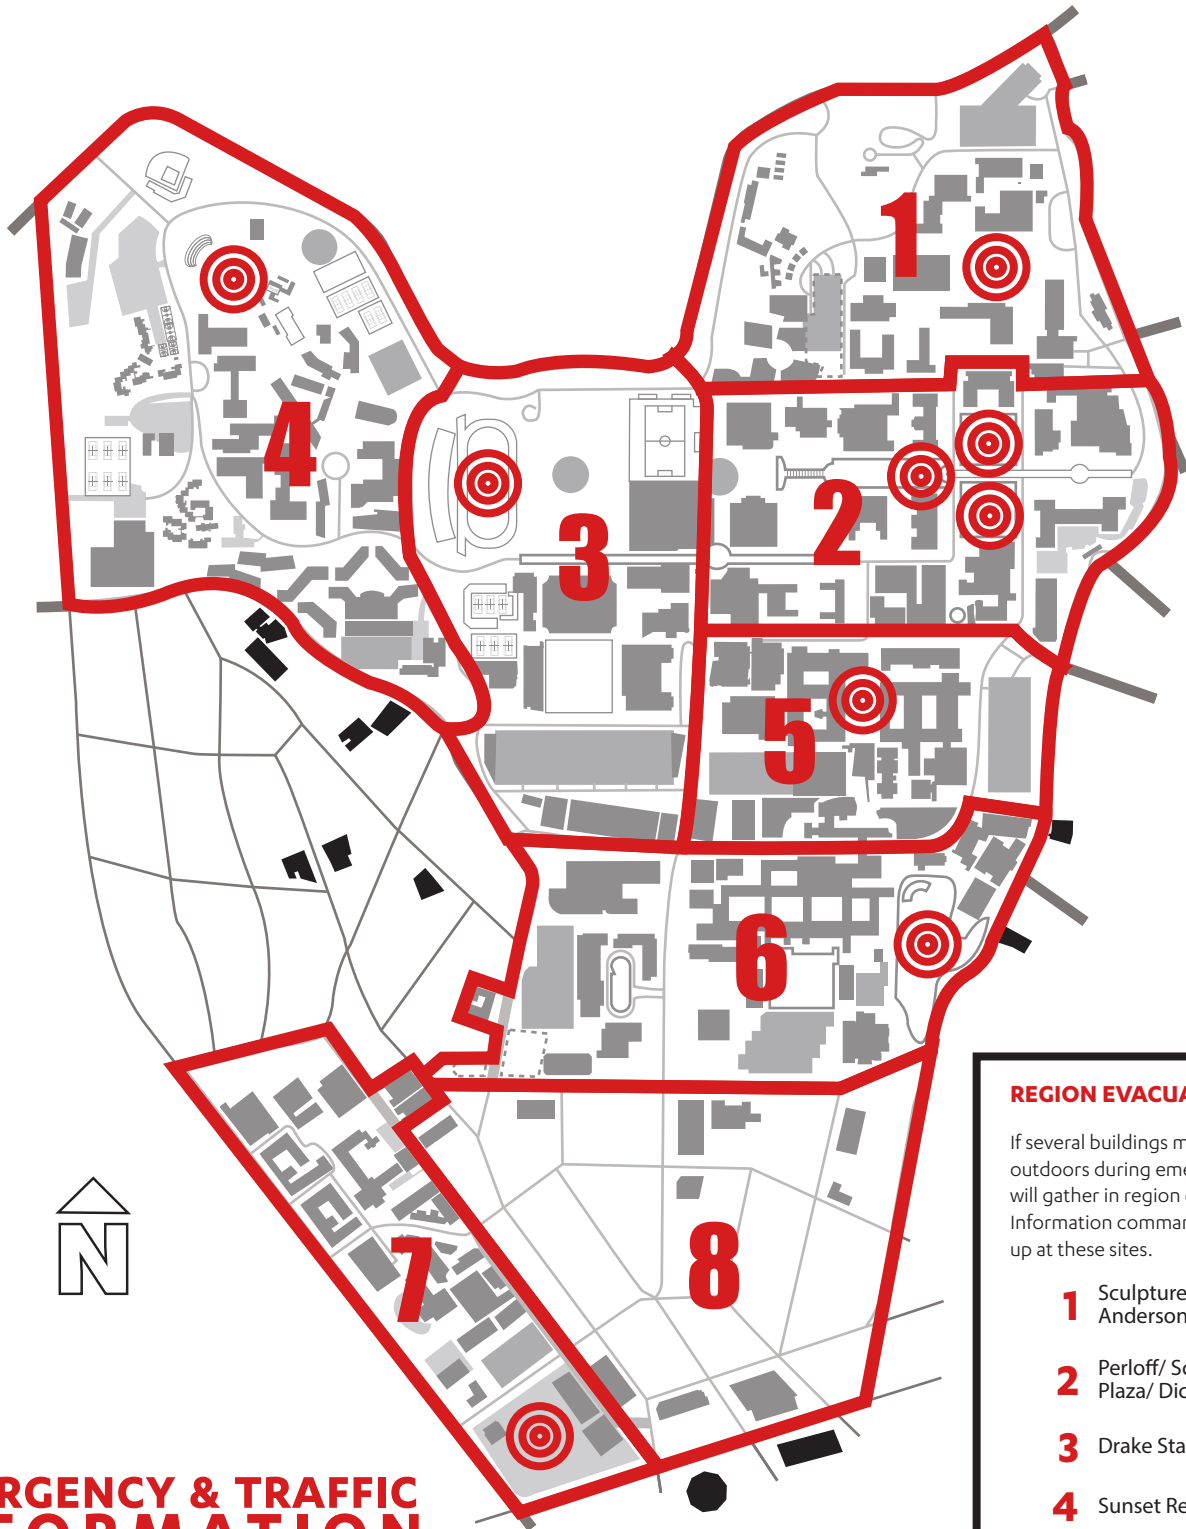 1
4
2
3
5
6
7
8
N
REGION EVACUA
If several buildings m
outdoors during eme
will gather in region
Information comma
up at these sites.
1 Sculpture
Anderson
2 Perloff/ Sc
Plaza/ Dic
3 Drake Sta
4 Sunset Re
RGENCY & TRAFFIC
FORMATION